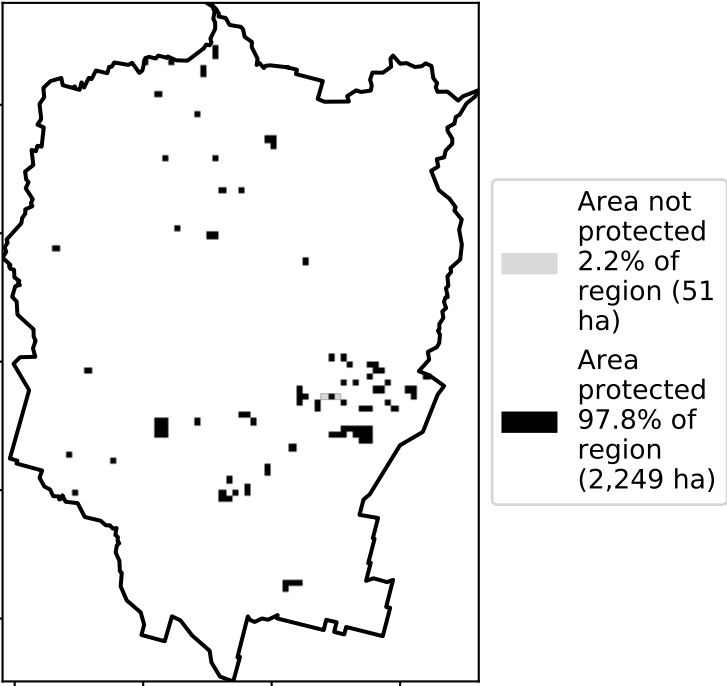 Area not
protected
2.2% of
region (51
ha)
Area
protected
97.8% of
region
(2,249 ha)